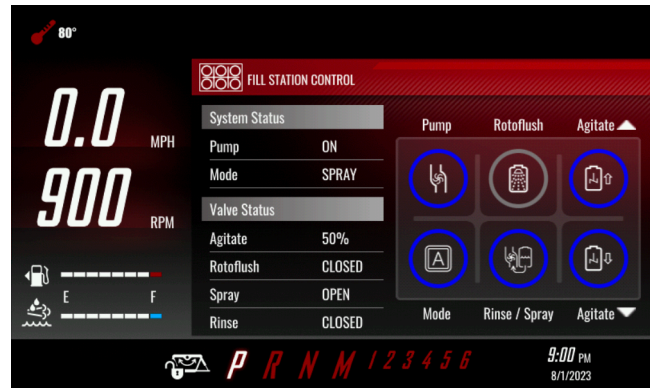 80°
FILL STATION CONTROL
0.0 MPH
900 RPM
System Status
Pump ON
Mode SPRAY
Valve Status
Agitate 50%
Rotoflush CLOSED
Spray OPEN
Rinse CLOSED
Pump Rotoflush Agitate
A
Mode Rinse / Spray Agitate
E F
P R N M 1 2 3 4 5 6
9:00 PM
8/1/2023